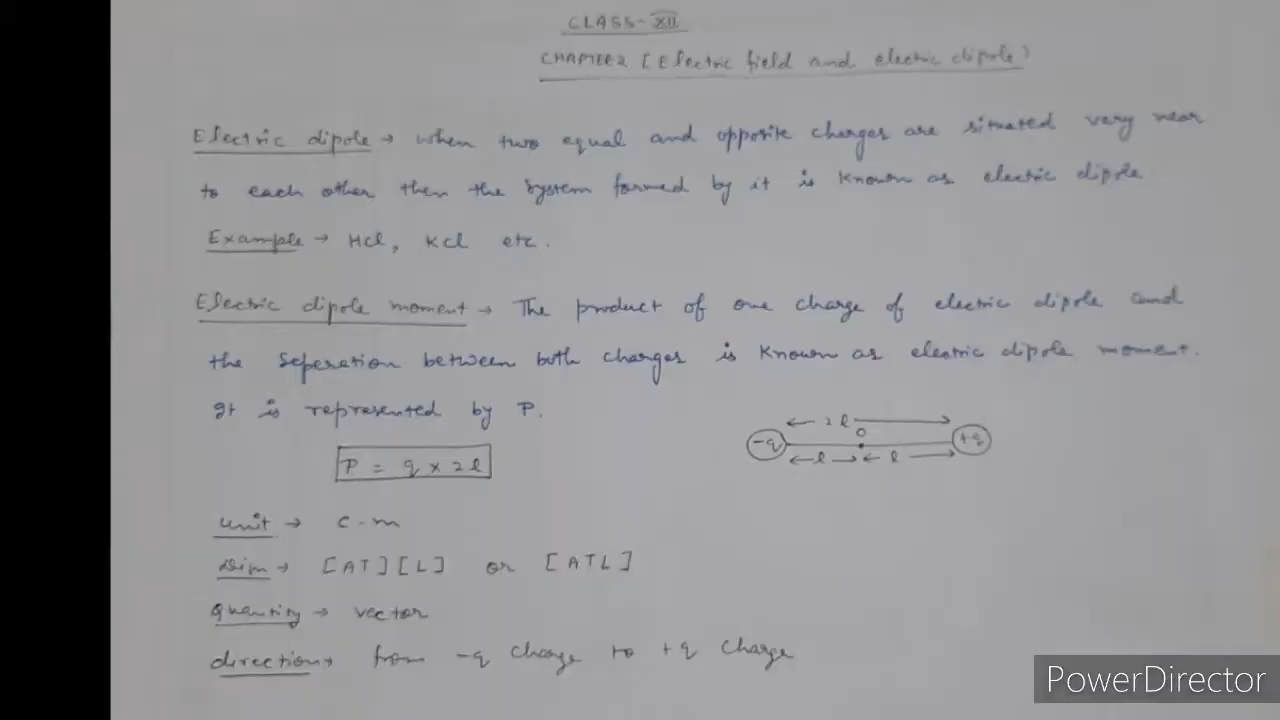 CLASS-XII
CHAPTER 2 [Electric field and electric dipole)
Electric dipole → when two equal and opposite charges are situated very near
to each other then the system formed by it is known as electric dipole
Example → HCl, KCl etc.
Electric dipole moment → The product of one charge of electric dipole and
the seperation between both charges is known as electric dipole moment.
It is represented by P.
← 2l →
-q O +q
← l → ← l →
P = q × 2l
unit → C-m
Dim → [AT][L] or [ATL]
Quantity → vector
direction → from -q charge to +q charge
PowerDirector